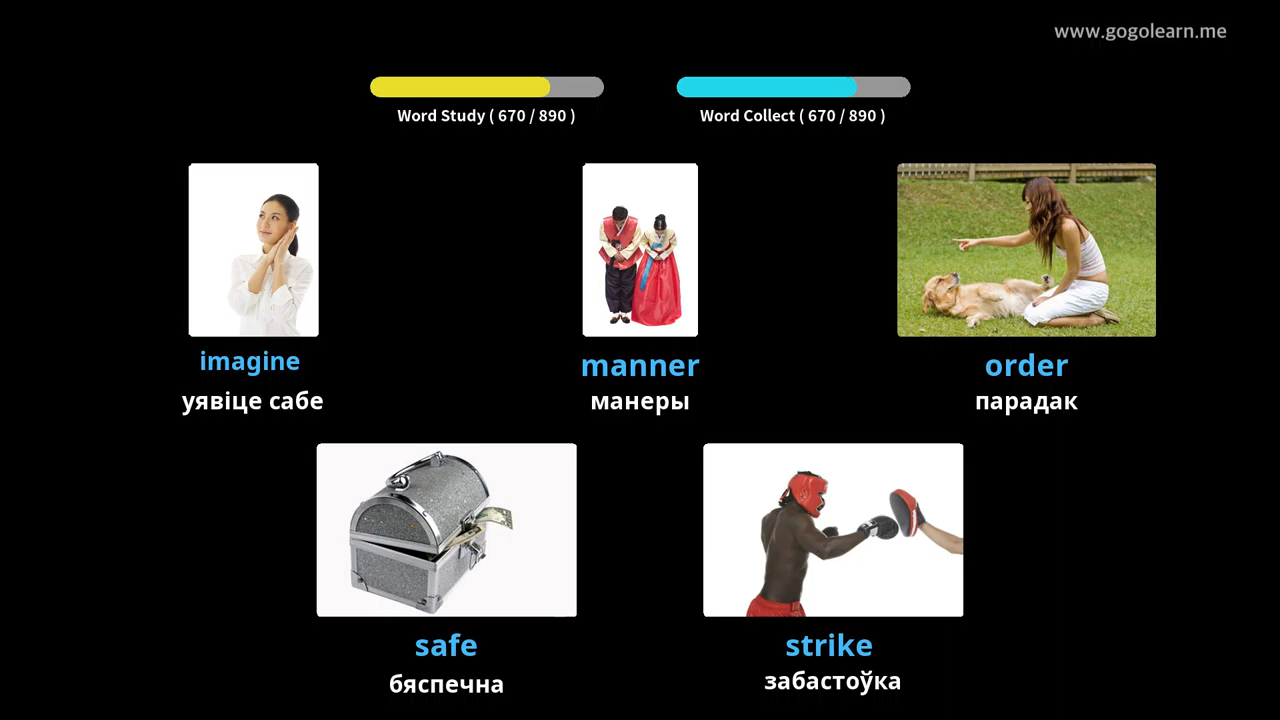 www.gogolearn.me
Word Study ( 670 / 890 )
Word Collect ( 670 / 890 )
imagine
уявіце сабе
manner
манеры
order
парадак
safe
бяспечна
strike
забастоўка